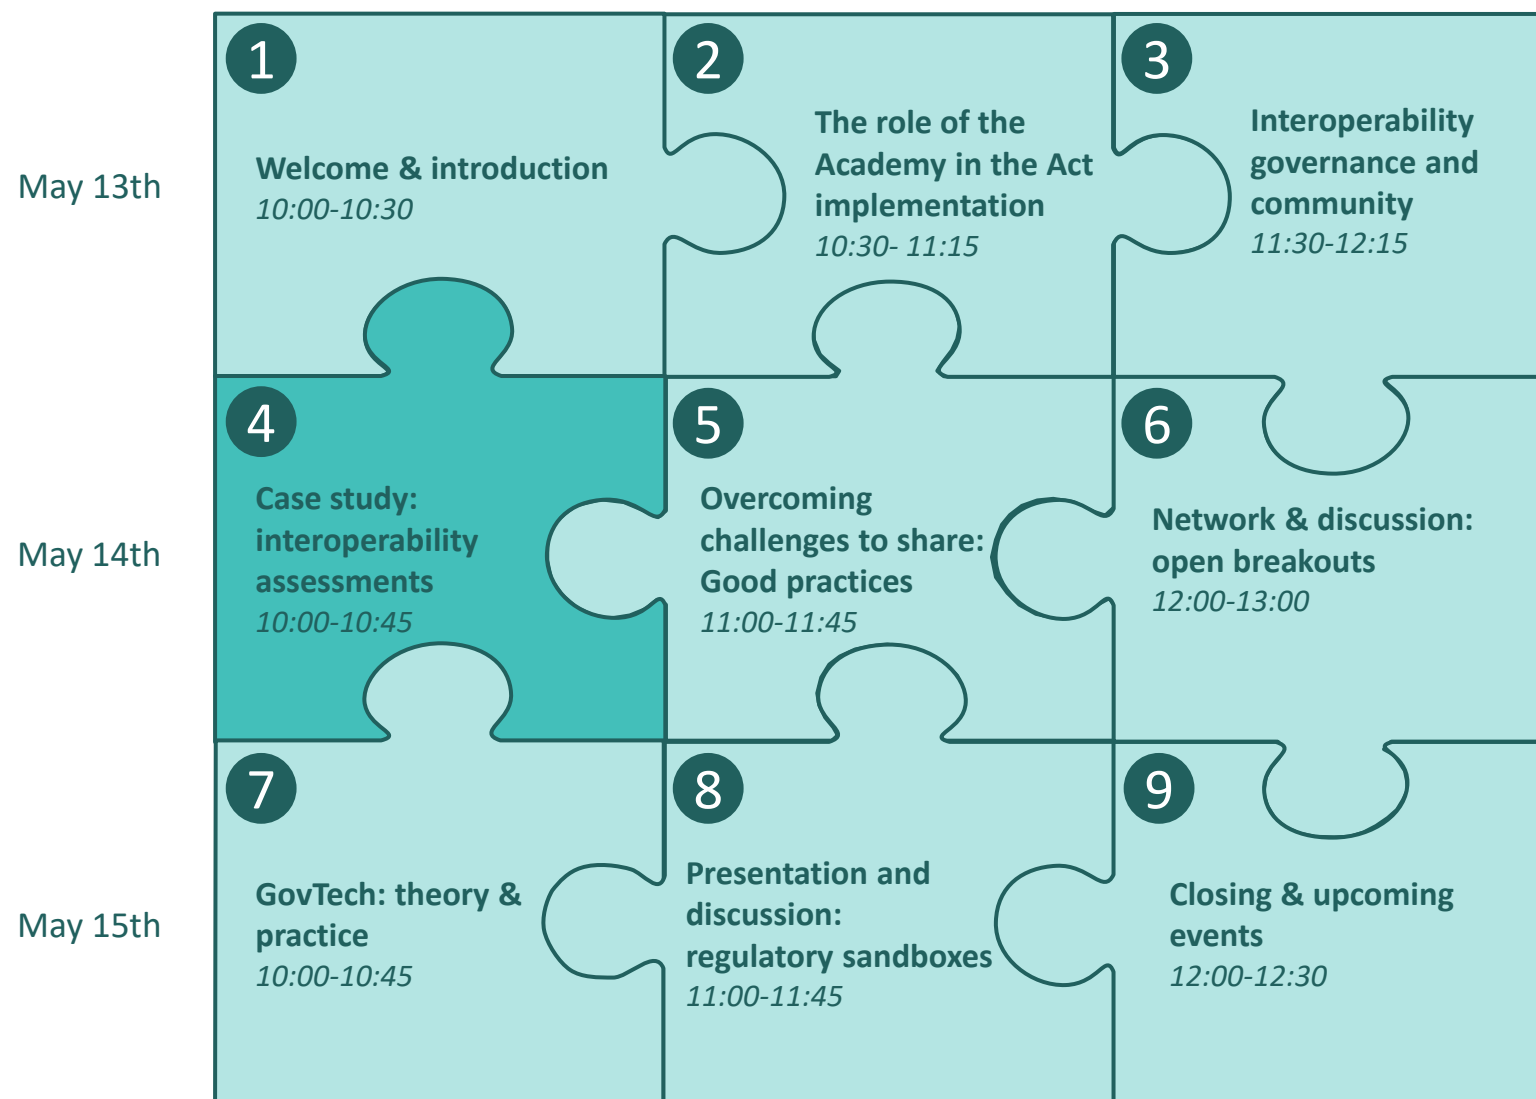 May 13th
1
Welcome & introduction
10:00-10:30
2
The role of the
Academy in the Act
implementation
10:30- 11:15
3
Interoperability
governance and
community
11:30-12:15
May 14th
4
Case study:
interoperability
assessments
10:00-10:45
5
Overcoming
challenges to share:
Good practices
11:00-11:45
6
Network & discussion:
open breakouts
12:00-13:00
May 15th
7
GovTech: theory &
practice
10:00-10:45
8
Presentation and
discussion:
regulatory sandboxes
11:00-11:45
9
Closing & upcoming
events
12:00-12:30